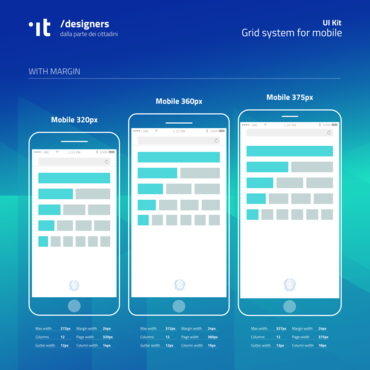 it /designers
dalla parte dei cittadini
UI Kit
Grid system for mobile
WITH MARGIN
Mobile 320px
Mobile 360px
Mobile 375px
Max width 272px Margin width 24px
Columns 12 Page width 320px
Gutter width 12px Column width
Max width 312px Margin width 24px
Columns 12 Page width 360px
Gutter width 12px Column width
Max width 327px Margin width 24px
Columns 12 Page width 375px
Gutter width 12px Column width